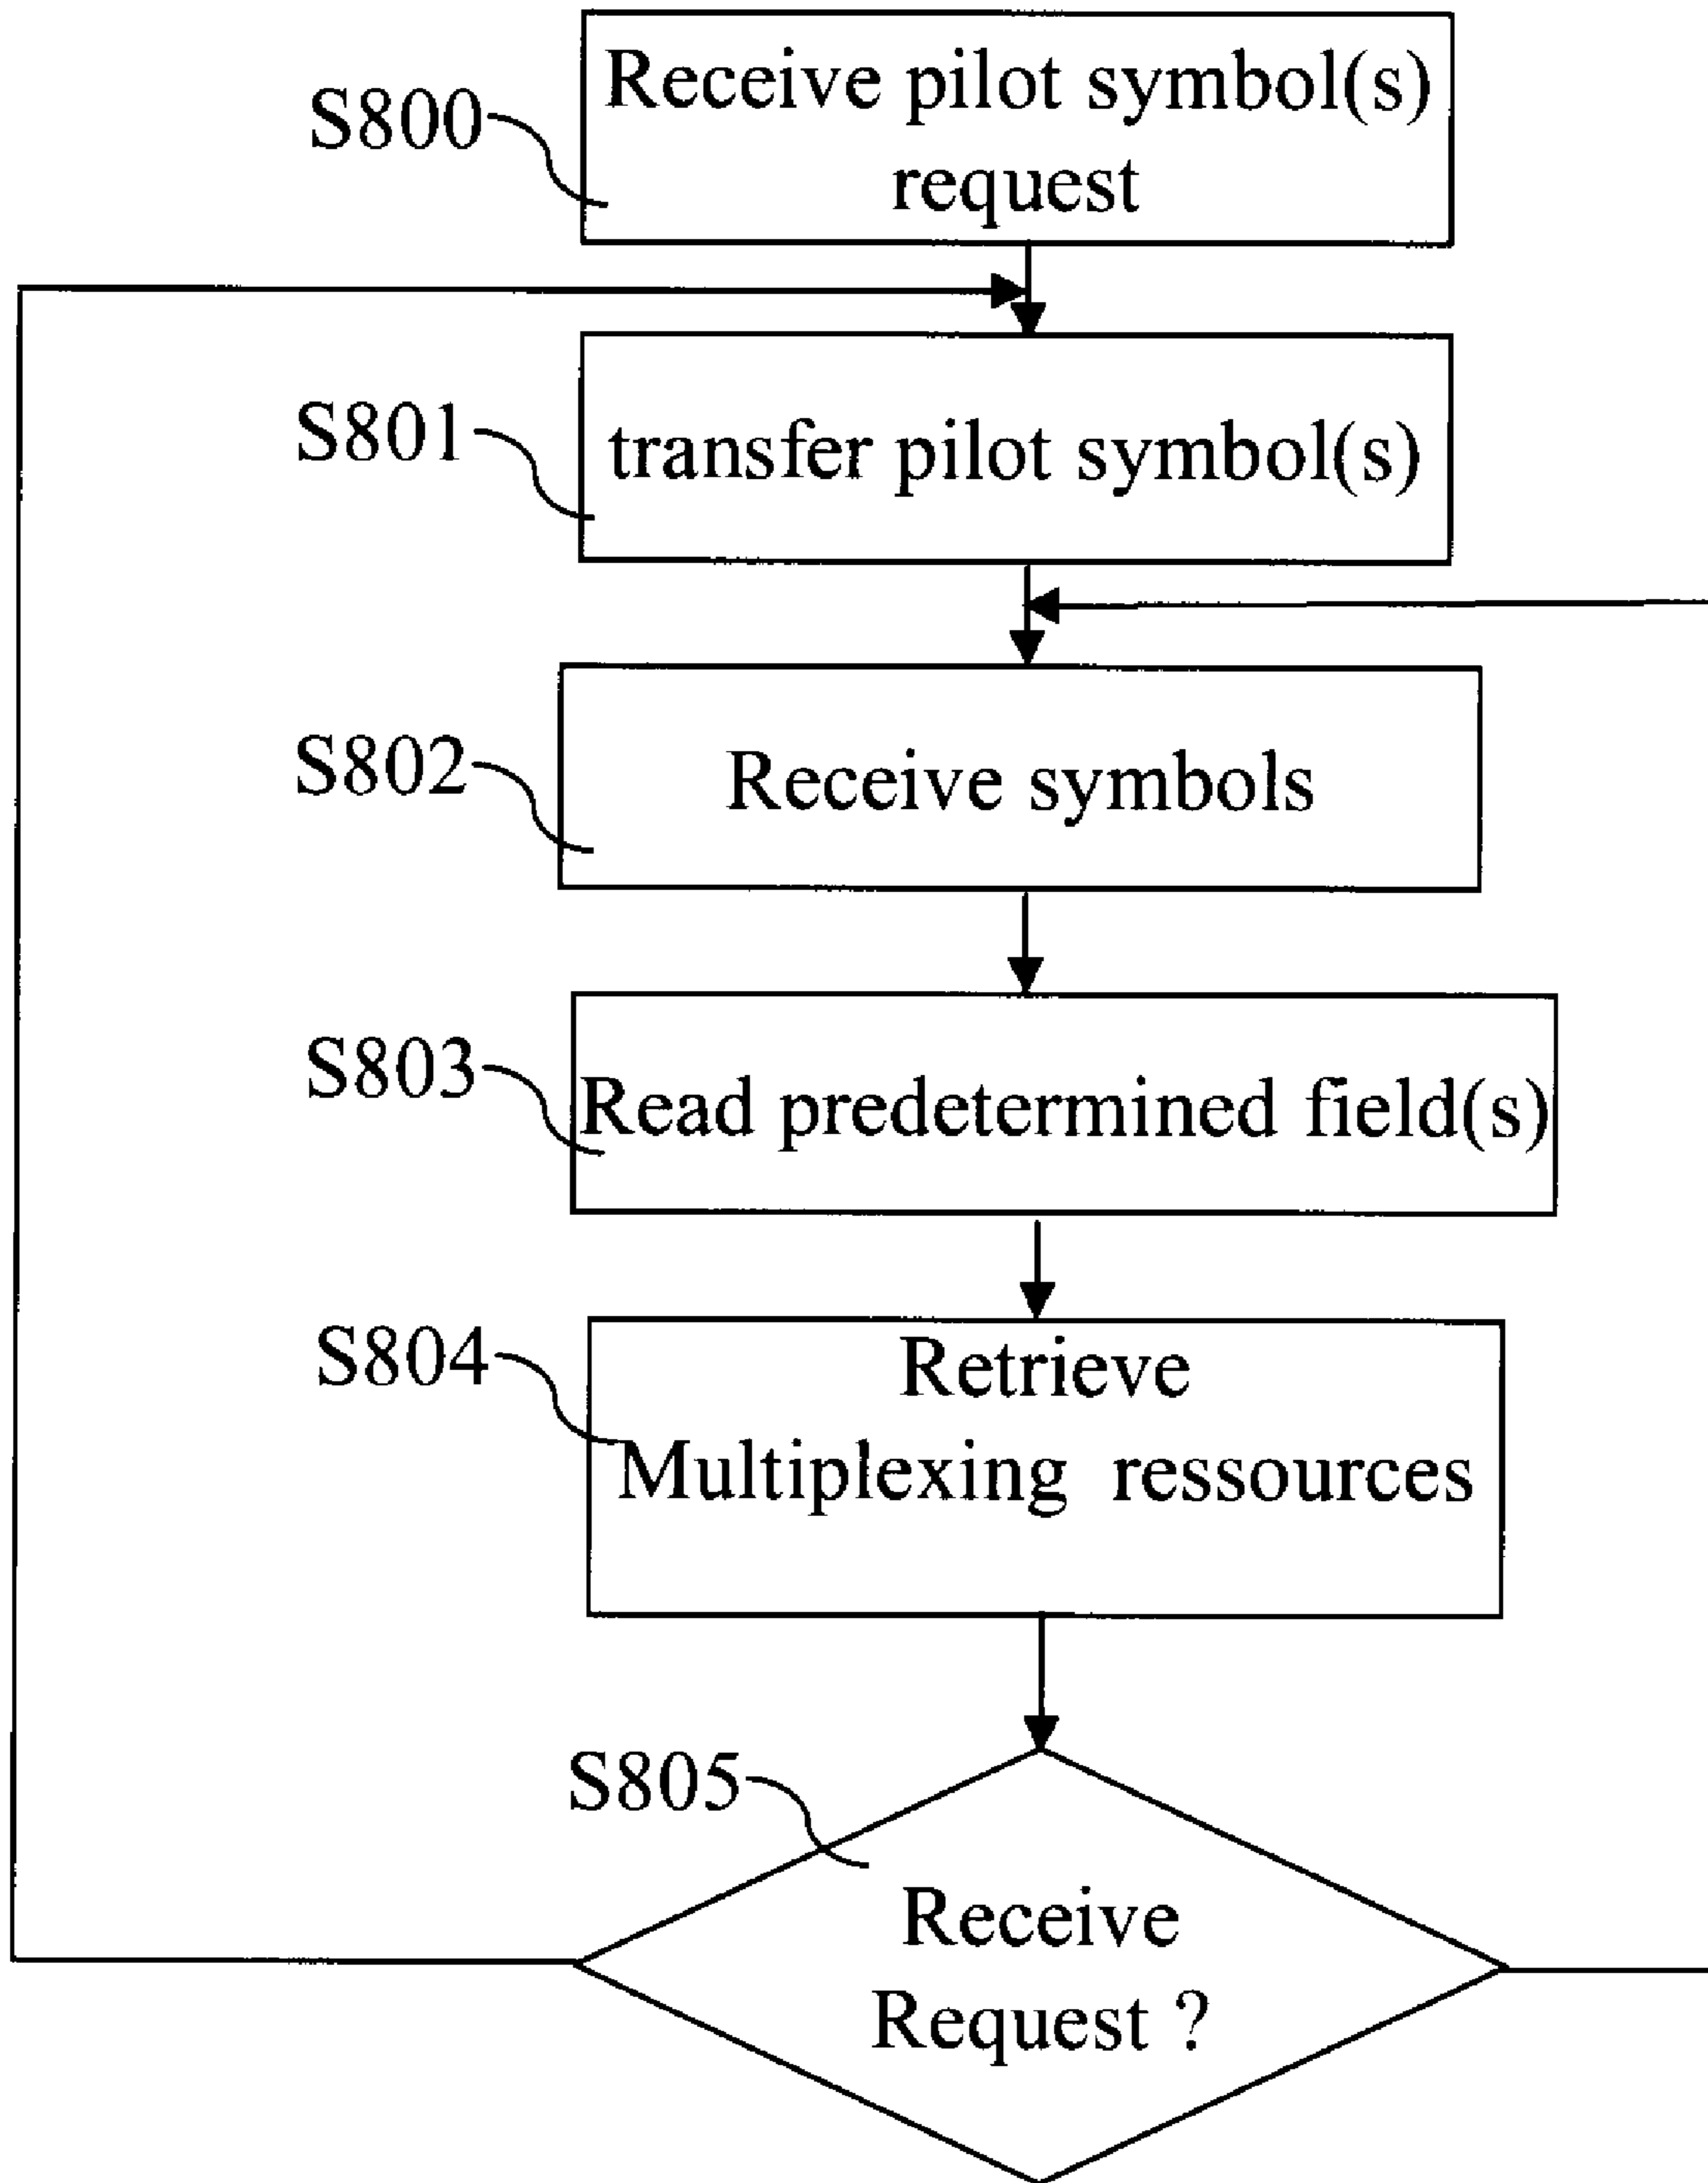 Receive pilot symbol(s)
request
S800
transfer pilot symbol(s)
S801
Receive symbols
S802
Read predetermined field(s)
S803
Retrieve
Multiplexing ressources
S804
Receive
Request ?
S805